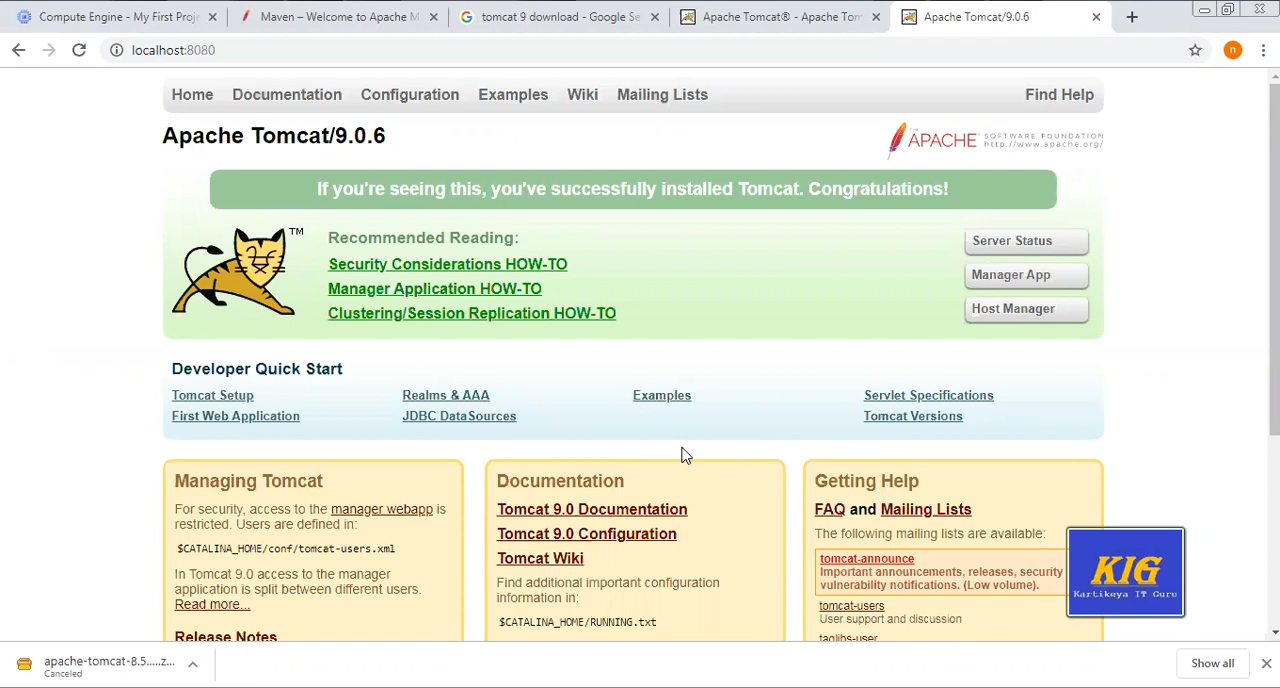 Compute Engine - My First Proje
Maven – Welcome to Apache M
tomcat 9 download - Google Se
Apache Tomcat® - Apache Tom
Apache Tomcat/9.0.6
localhost:8080
n
Home Documentation Configuration Examples Wiki Mailing Lists Find Help
Apache Tomcat/9.0.6
THE
APACHE SOFTWARE FOUNDATION
http://www.apache.org/
If you're seeing this, you've successfully installed Tomcat. Congratulations!
TM
Recommended Reading:
Security Considerations HOW-TO
Manager Application HOW-TO
Clustering/Session Replication HOW-TO
Server Status
Manager App
Host Manager
Developer Quick Start
Tomcat Setup
First Web Application
Realms & AAA
JDBC DataSources
Examples
Servlet Specifications
Tomcat Versions
Managing Tomcat
For security, access to the manager webapp is
restricted. Users are defined in:
$CATALINA_HOME/conf/tomcat-users.xml
In Tomcat 9.0 access to the manager
application is split between different users.
Read more...
Release Notes
Documentation
Tomcat 9.0 Documentation
Tomcat 9.0 Configuration
Tomcat Wiki
Find additional important configuration
information in:
$CATALINA_HOME/RUNNING.txt
Getting Help
FAQ and Mailing Lists
The following mailing lists are available:
tomcat-announce
Important announcements, releases, security
vulnerability notifications. (Low volume).
tomcat-users
User support and discussion
taglibs-user
KIG
Kartikeya IT Guru
apache-tomcat-8.5.....z...
Canceled
Show all